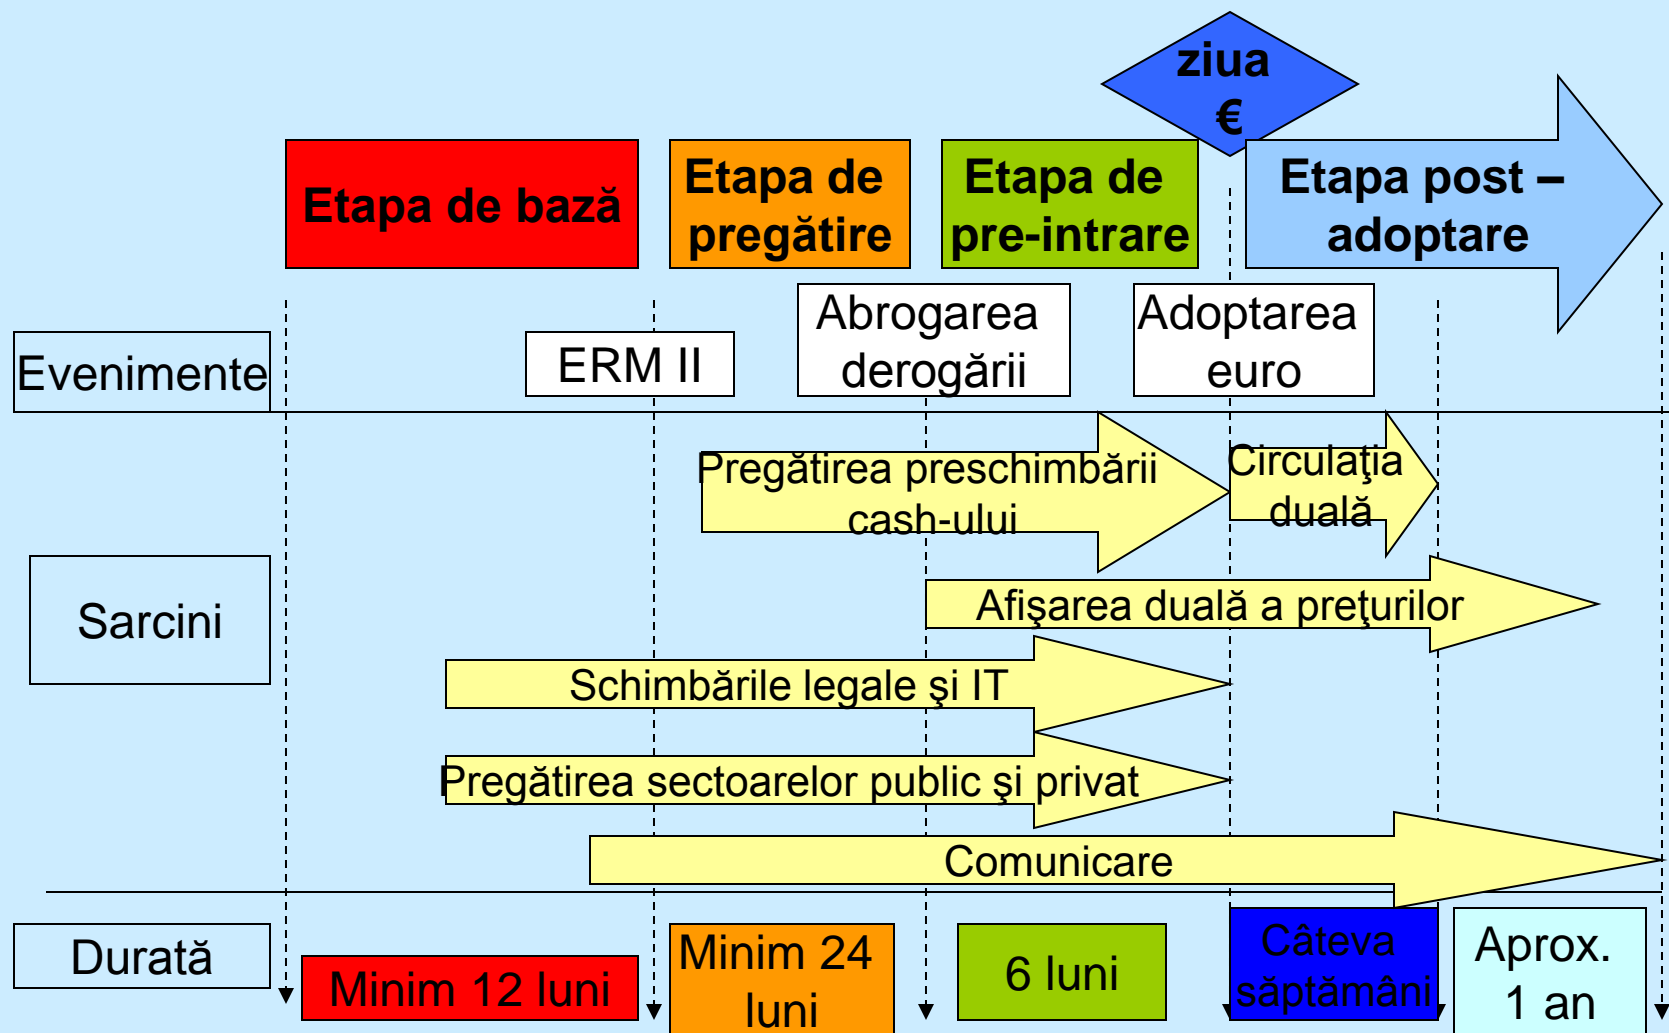 ziua
€
Etapa de bază
Etapa de
pregătire
Etapa de
pre-intrare
Etapa post –
adoptare
Evenimente
ERM II
Abrogarea
derogării
Adoptarea
euro
Pregătirea preschimbării
cash-ului
Circulaţia
duală
Sarcini
Afişarea duală a preţurilor
Schimbările legale şi IT
Pregătirea sectoarelor public şi privat
Comunicare
Durată
Minim 12 luni
Minim 24
luni
6 luni
Câteva
săptămâni
Aprox.
1 an